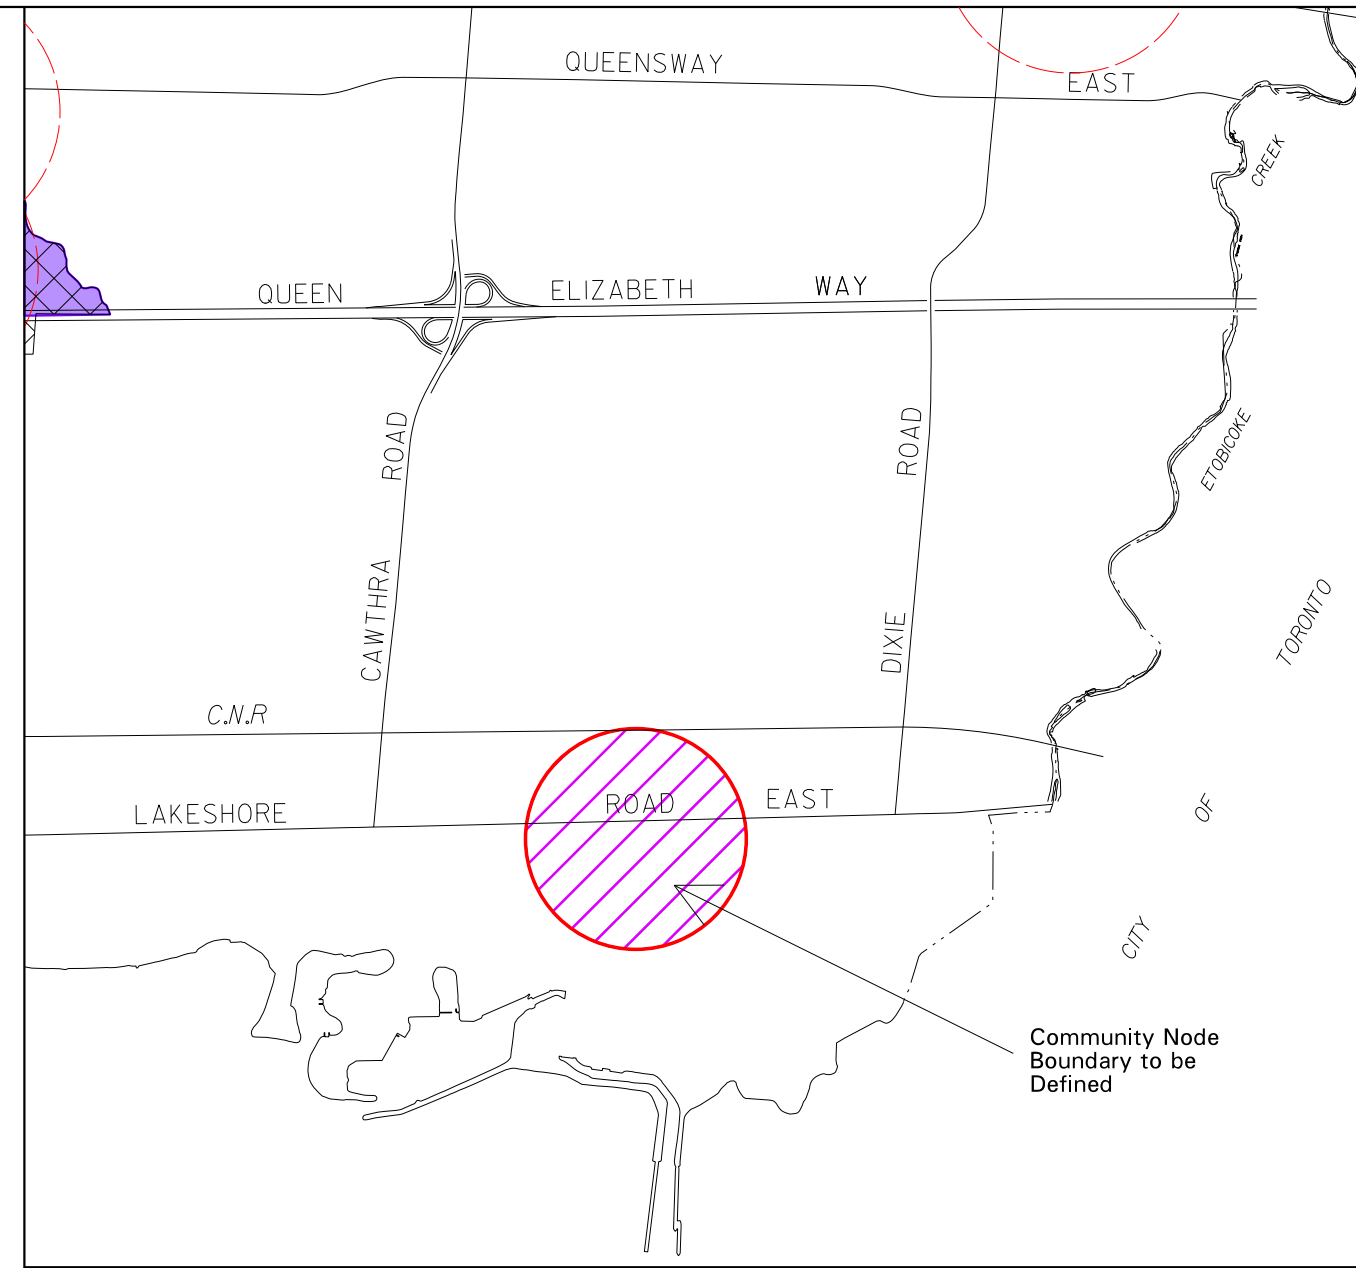 QUEENSWAY
EAST
CREEK
QUEEN
ELIZABETH
WAY
ROAD
ROAD
ETOBICOKE
CAWTHRA
DIXIE
TORONTO
C.N.R
LAKESHORE
ROAD
EAST
OF
CITY
Community Node
Boundary to be
Defined